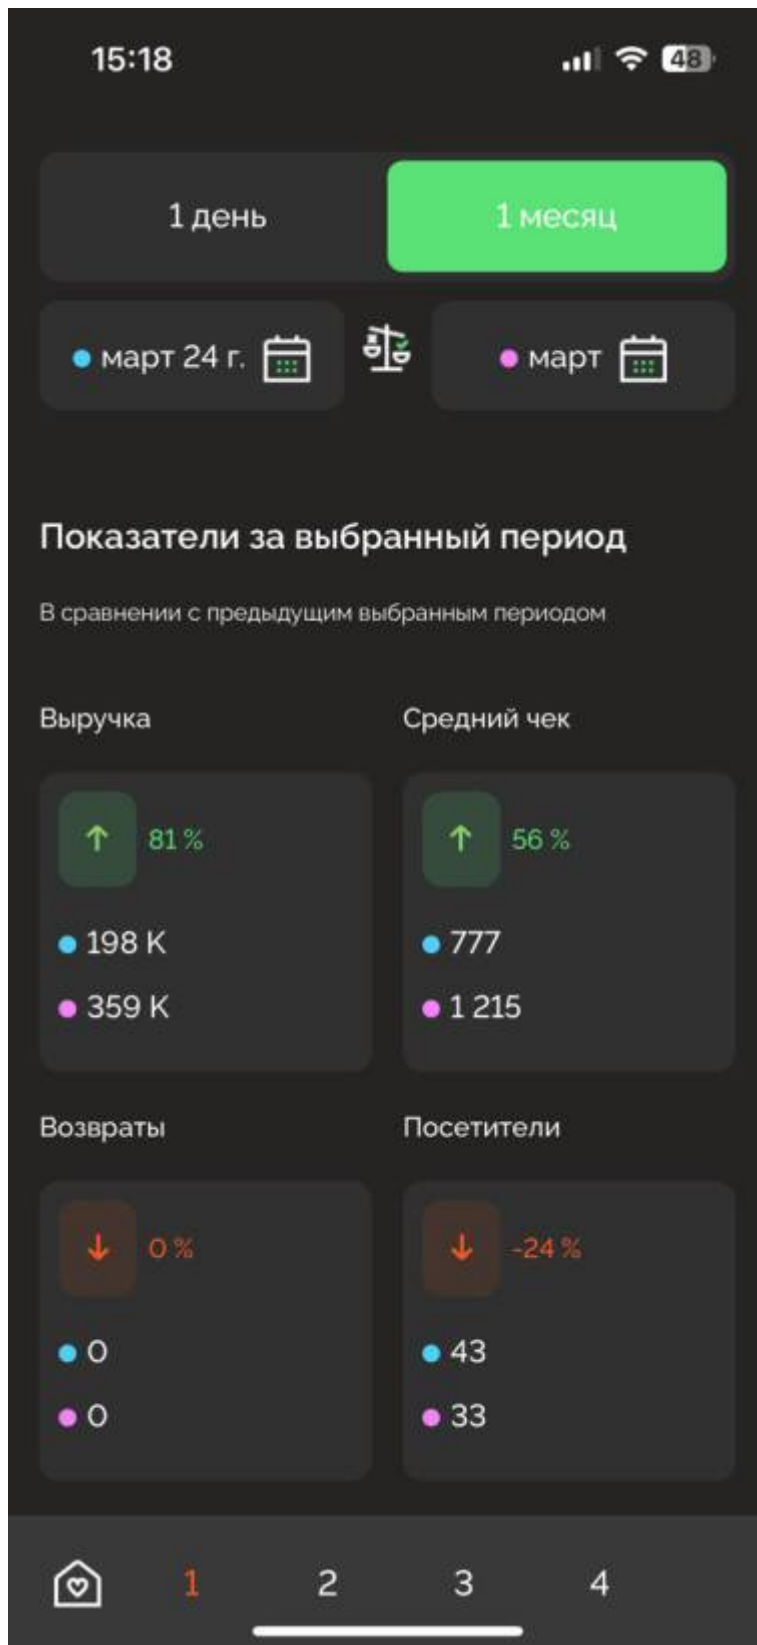 15:18
48
1 день
1 месяц
март 24 г.
март
Показатели за выбранный период
В сравнении с предыдущим выбранным периодом
Выручка
Средний чек
81 %
56 %
198 K
777
359 K
1 215
Возвраты
Посетители
0 %
-24 %
0
43
0
33
1
2
3
4